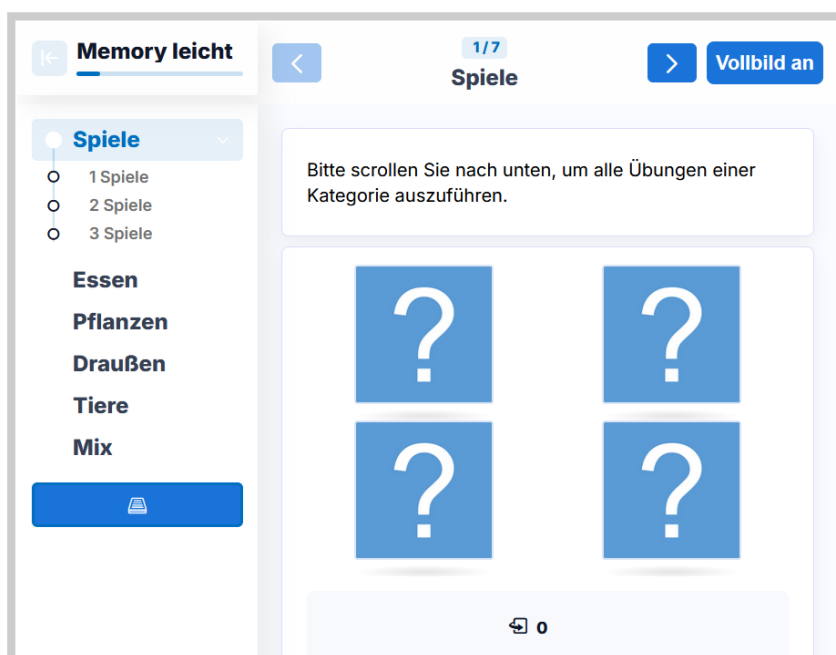 Memory leicht
1/7
Spiele
Vollbild an
Spiele
1 Spiele
2 Spiele
3 Spiele
Essen
Pflanzen
Draußen
Tiere
Mix
Bitte scrollen Sie nach unten, um alle Übungen einer
Kategorie auszuführen.
? ?
? ?
0